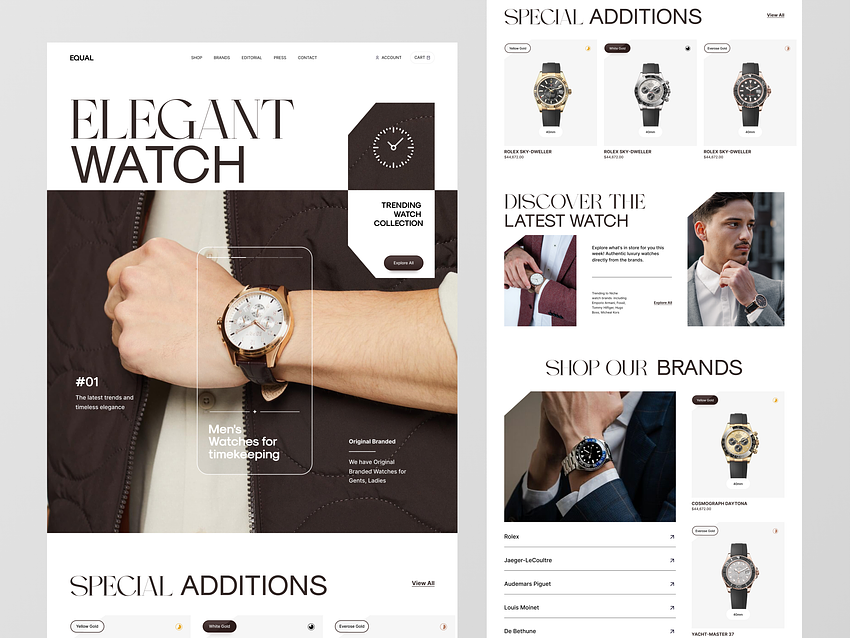 EQUAL
SHOP
BRANDS
EDITORIAL
PRESS
CONTACT
ACCOUNT
CART
ELEGANT
WATCH
TRENDING
WATCH
COLLECTION
Explore All
#01
The latest trends and
timeless elegance
Men's
Watches for
timekeeping
Original Branded
We have Original
Branded Watches for
Gents, Ladies
SPECIAL ADDITIONS
View All
Yellow Gold
White Gold
Everose Gold
SPECIAL ADDITIONS
View All
Yellow Gold
White Gold
Everose Gold
40mm
40mm
40mm
ROLEX SKY-DWELLER
$44,672.00
ROLEX SKY-DWELLER
$44,672.00
ROLEX SKY-DWELLER
$44,672.00
DISCOVER THE
LATEST WATCH
Explore what's in store for you this
week! Authentic luxury watches
directly from the brands.
Trending to Niche
watch brands: including
Emporio Armani, Fossil,
Tommy Hilfiger, Hugo
Boss, Michael Kors
Explore All
SHOP OUR BRANDS
Rolex
Jaeger-LeCoultre
Audemars Piguet
Louis Moinet
De Bethune
Yellow Gold
40mm
COSMOGRAPH DAYTONA
$44,672.00
Everose Gold
40mm
YACHT-MASTER 37